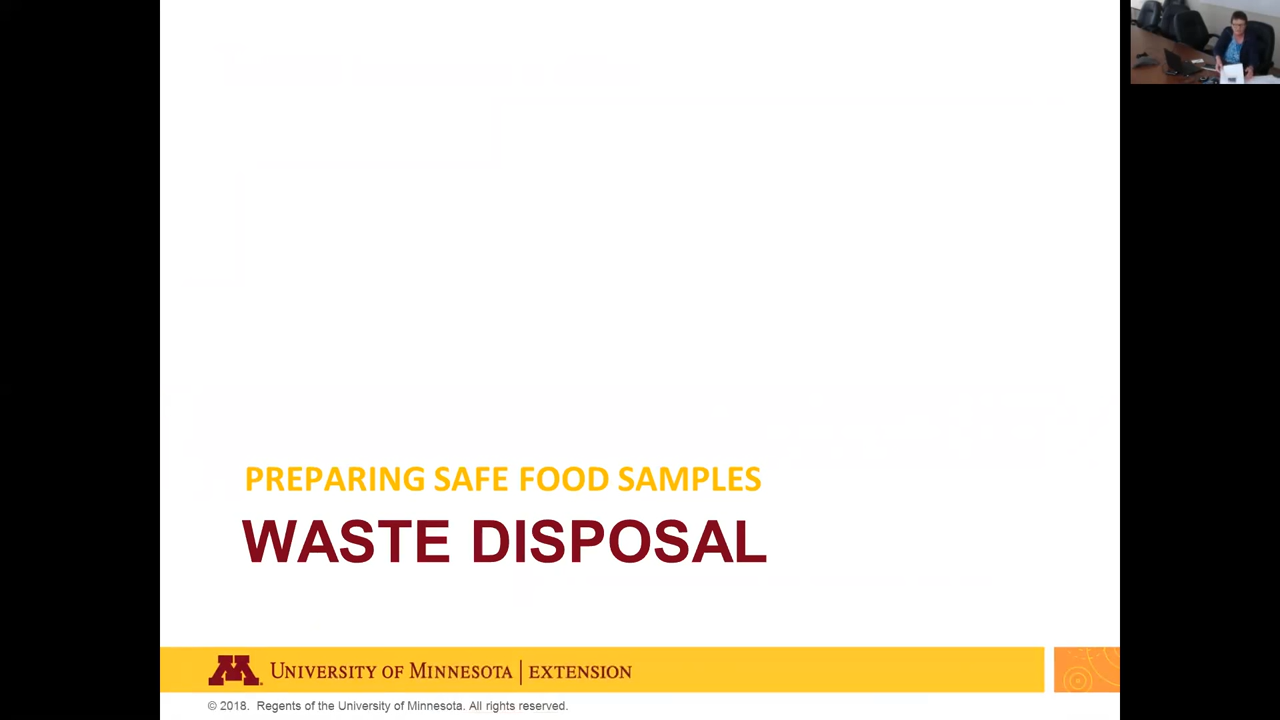 PREPARING SAFE FOOD SAMPLES
WASTE DISPOSAL
M
UNIVERSITY OF MINNESOTA | EXTENSION
© 2018. Regents of the University of Minnesota. All rights reserved.